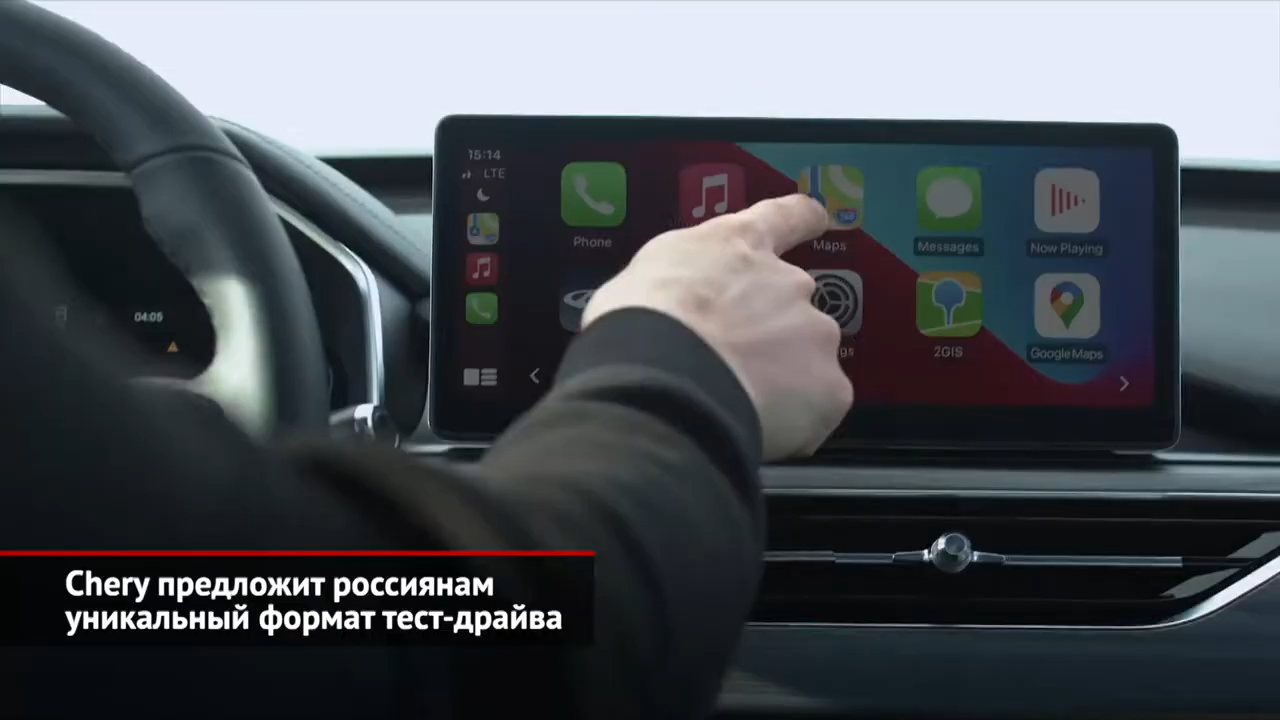 15:14
LTE
Phone
Maps
Messages
Now Playing
04:05
gs
2GIS
Google Maps
Chery предложит россиянам
уникальный формат тест-драйва